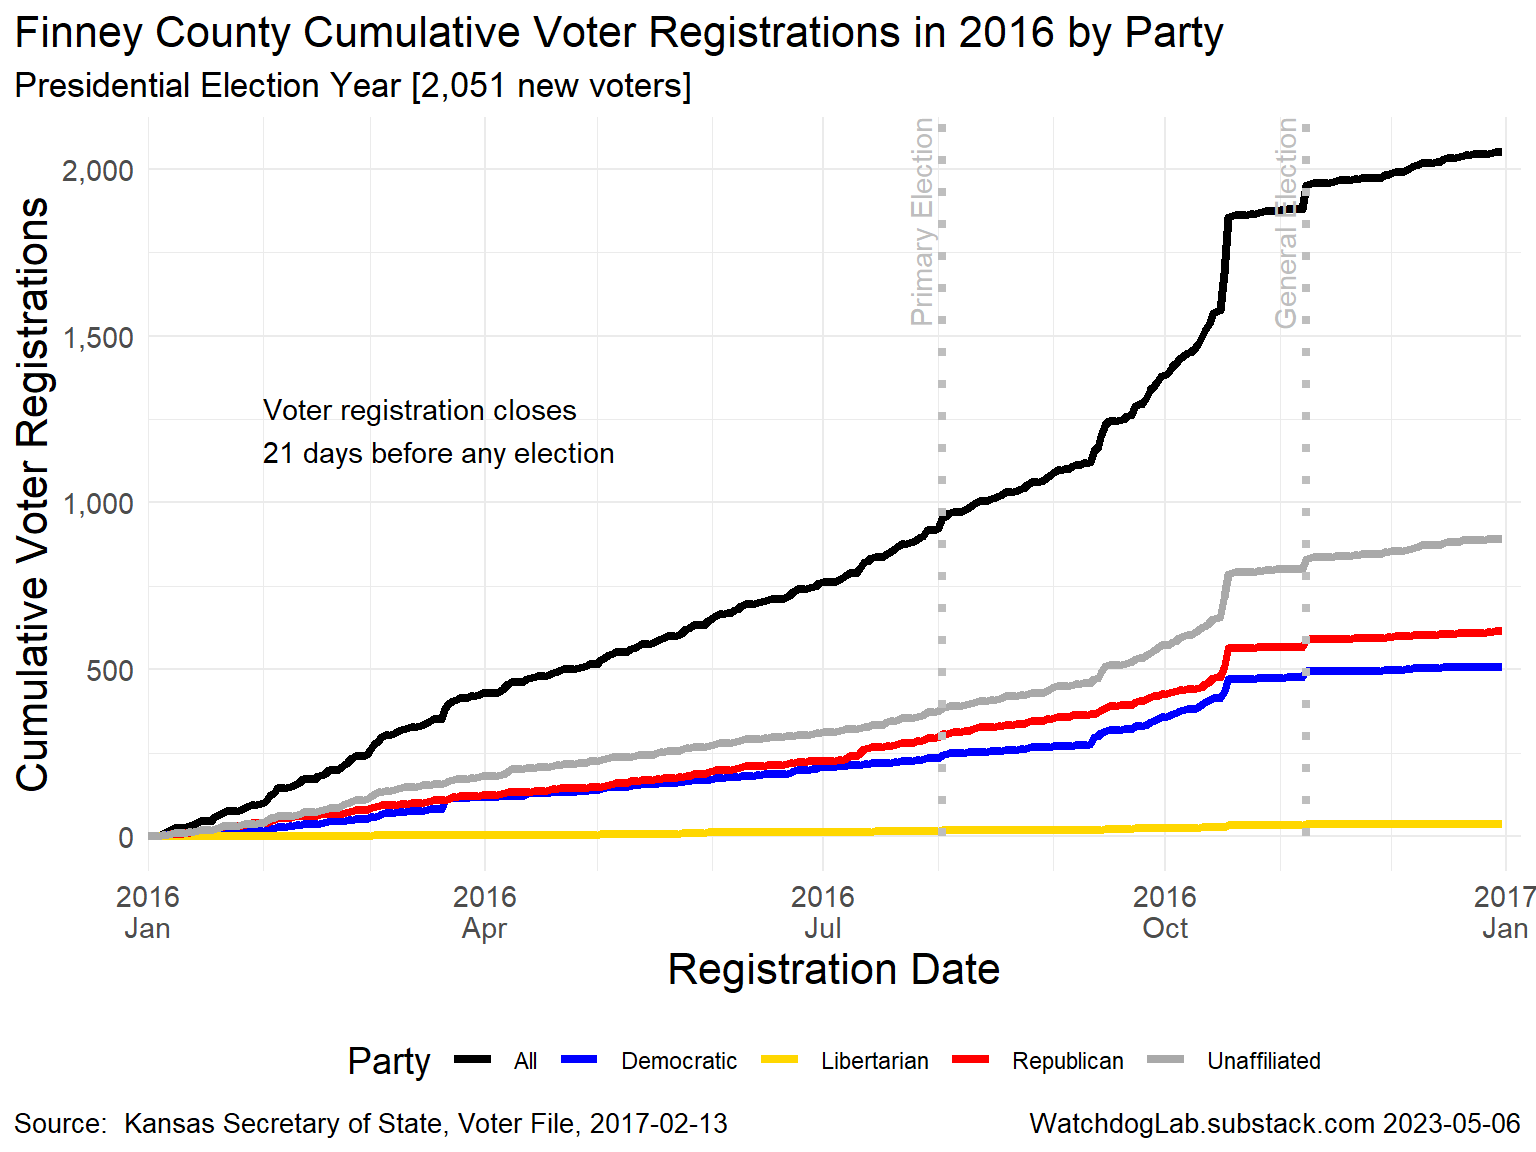 Finney County Cumulative Voter Registrations in 2016 by Party
Presidential Election Year [2,051 new voters]
Cumulative Voter Registrations
2,000
1,500
1,000
500
0
Primary Election
General Election
Voter registration closes
21 days before any election
2016
Jan
2016
Apr
2016
Jul
2016
Oct
2017
Jan
Registration Date
Party All Democratic Libertarian Republican Unaffiliated
Source:  Kansas Secretary of State, Voter File, 2017-02-13
WatchdogLab.substack.com 2023-05-06